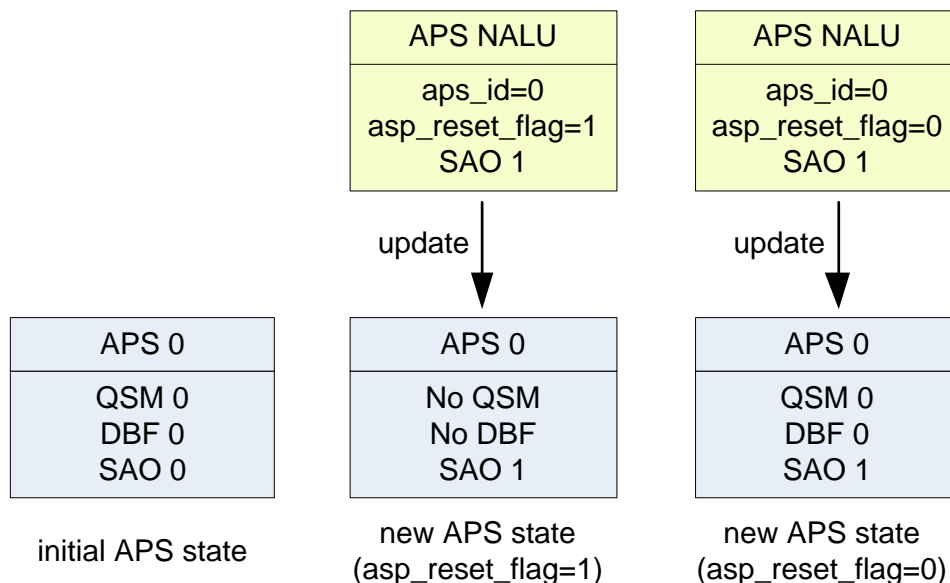 APS NALU
aps_id=0
asp_reset_flag=1
SAO 1
APS NALU
aps_id=0
asp_reset_flag=0
SAO 1
update
update
APS 0
QSM 0
DBF 0
SAO 0
initial APS state
APS 0
No QSM
No DBF
SAO 1
new APS state
(asp_reset_flag=1)
APS 0
QSM 0
DBF 0
SAO 1
new APS state
(asp_reset_flag=0)